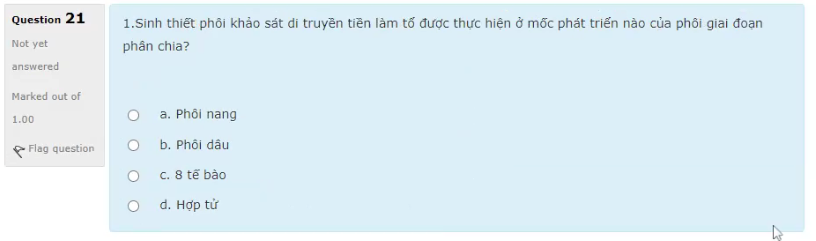 Question 21
Not yet
answered
Marked out of
1.00
Flag question
1.Sinh thiết phôi khảo sát di truyền tiền làm tổ được thực hiện ở mốc phát triển nào của phôi giai đoạn
phân chia?
a. Phôi nang
b. Phôi dâu
c. 8 tế bào
d. Hợp tử